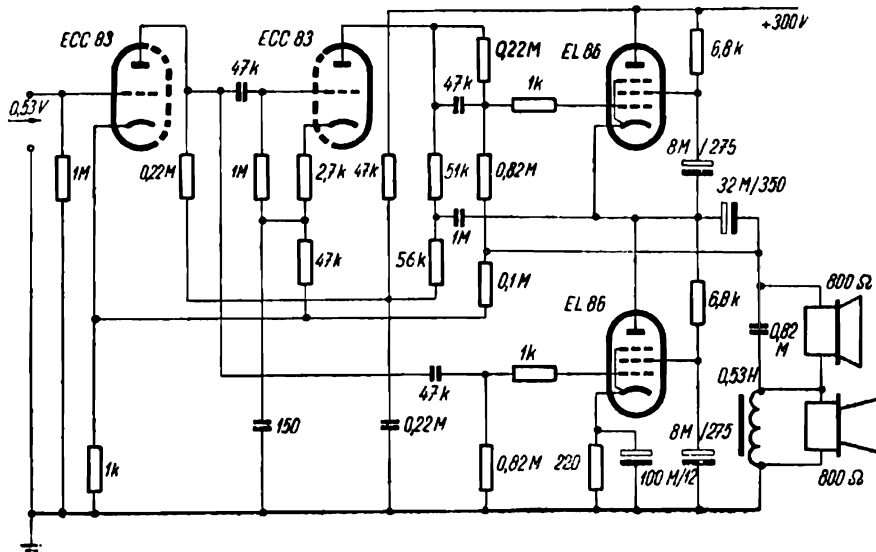 ECC 83
ECC 83
EL 86
+300V
0,22M
6,8k
47k
47k
1k
0,53V
8M/275
1M
0,22M
1M
2,7k
47k
51k
0,82M
32M/350
1M
47k
56k
0,1M
800 Ω
EL 86
6,8k
0,82
M
1k
0,53H
47k
150
0,22M
8M/275
1k
0,82M
220
100M/12
800 Ω